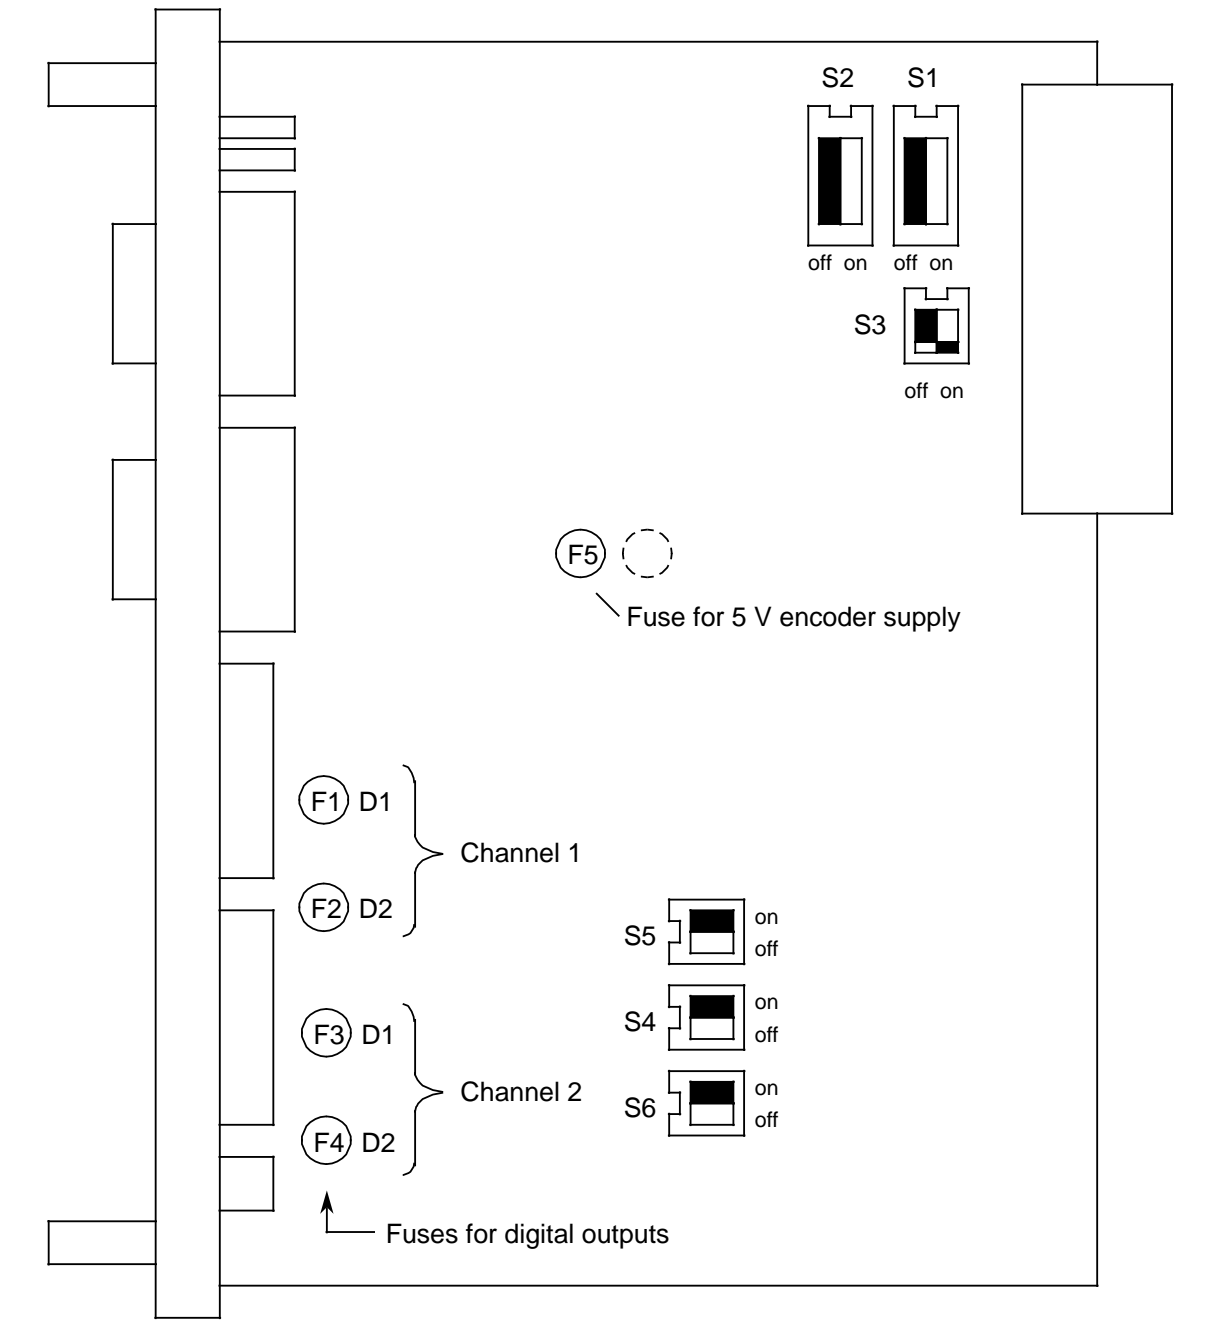 S2 S1
off on off on
S3
off on
F5
Fuse for 5 V encoder supply
F1 D1
Channel 1
F2 D2
S5 on
off
S4 on
off
F3 D1
Channel 2
S6 on
off
F4 D2
Fuses for digital outputs